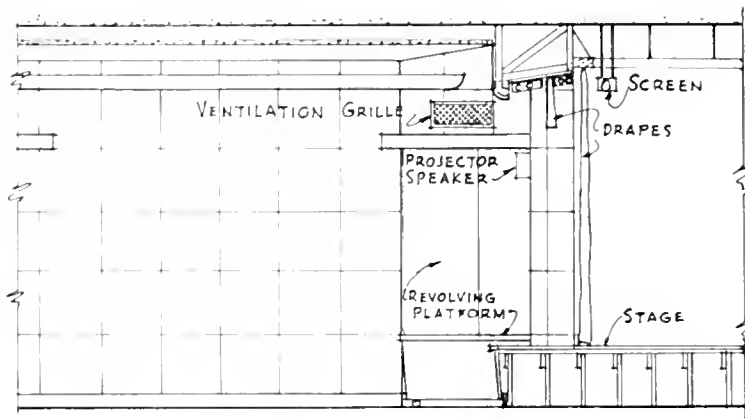 SCREEN
VENTILATION GRILLE
DRAPES
PROJECTOR
SPEAKER
REVOLVING
PLATFORM
STAGE